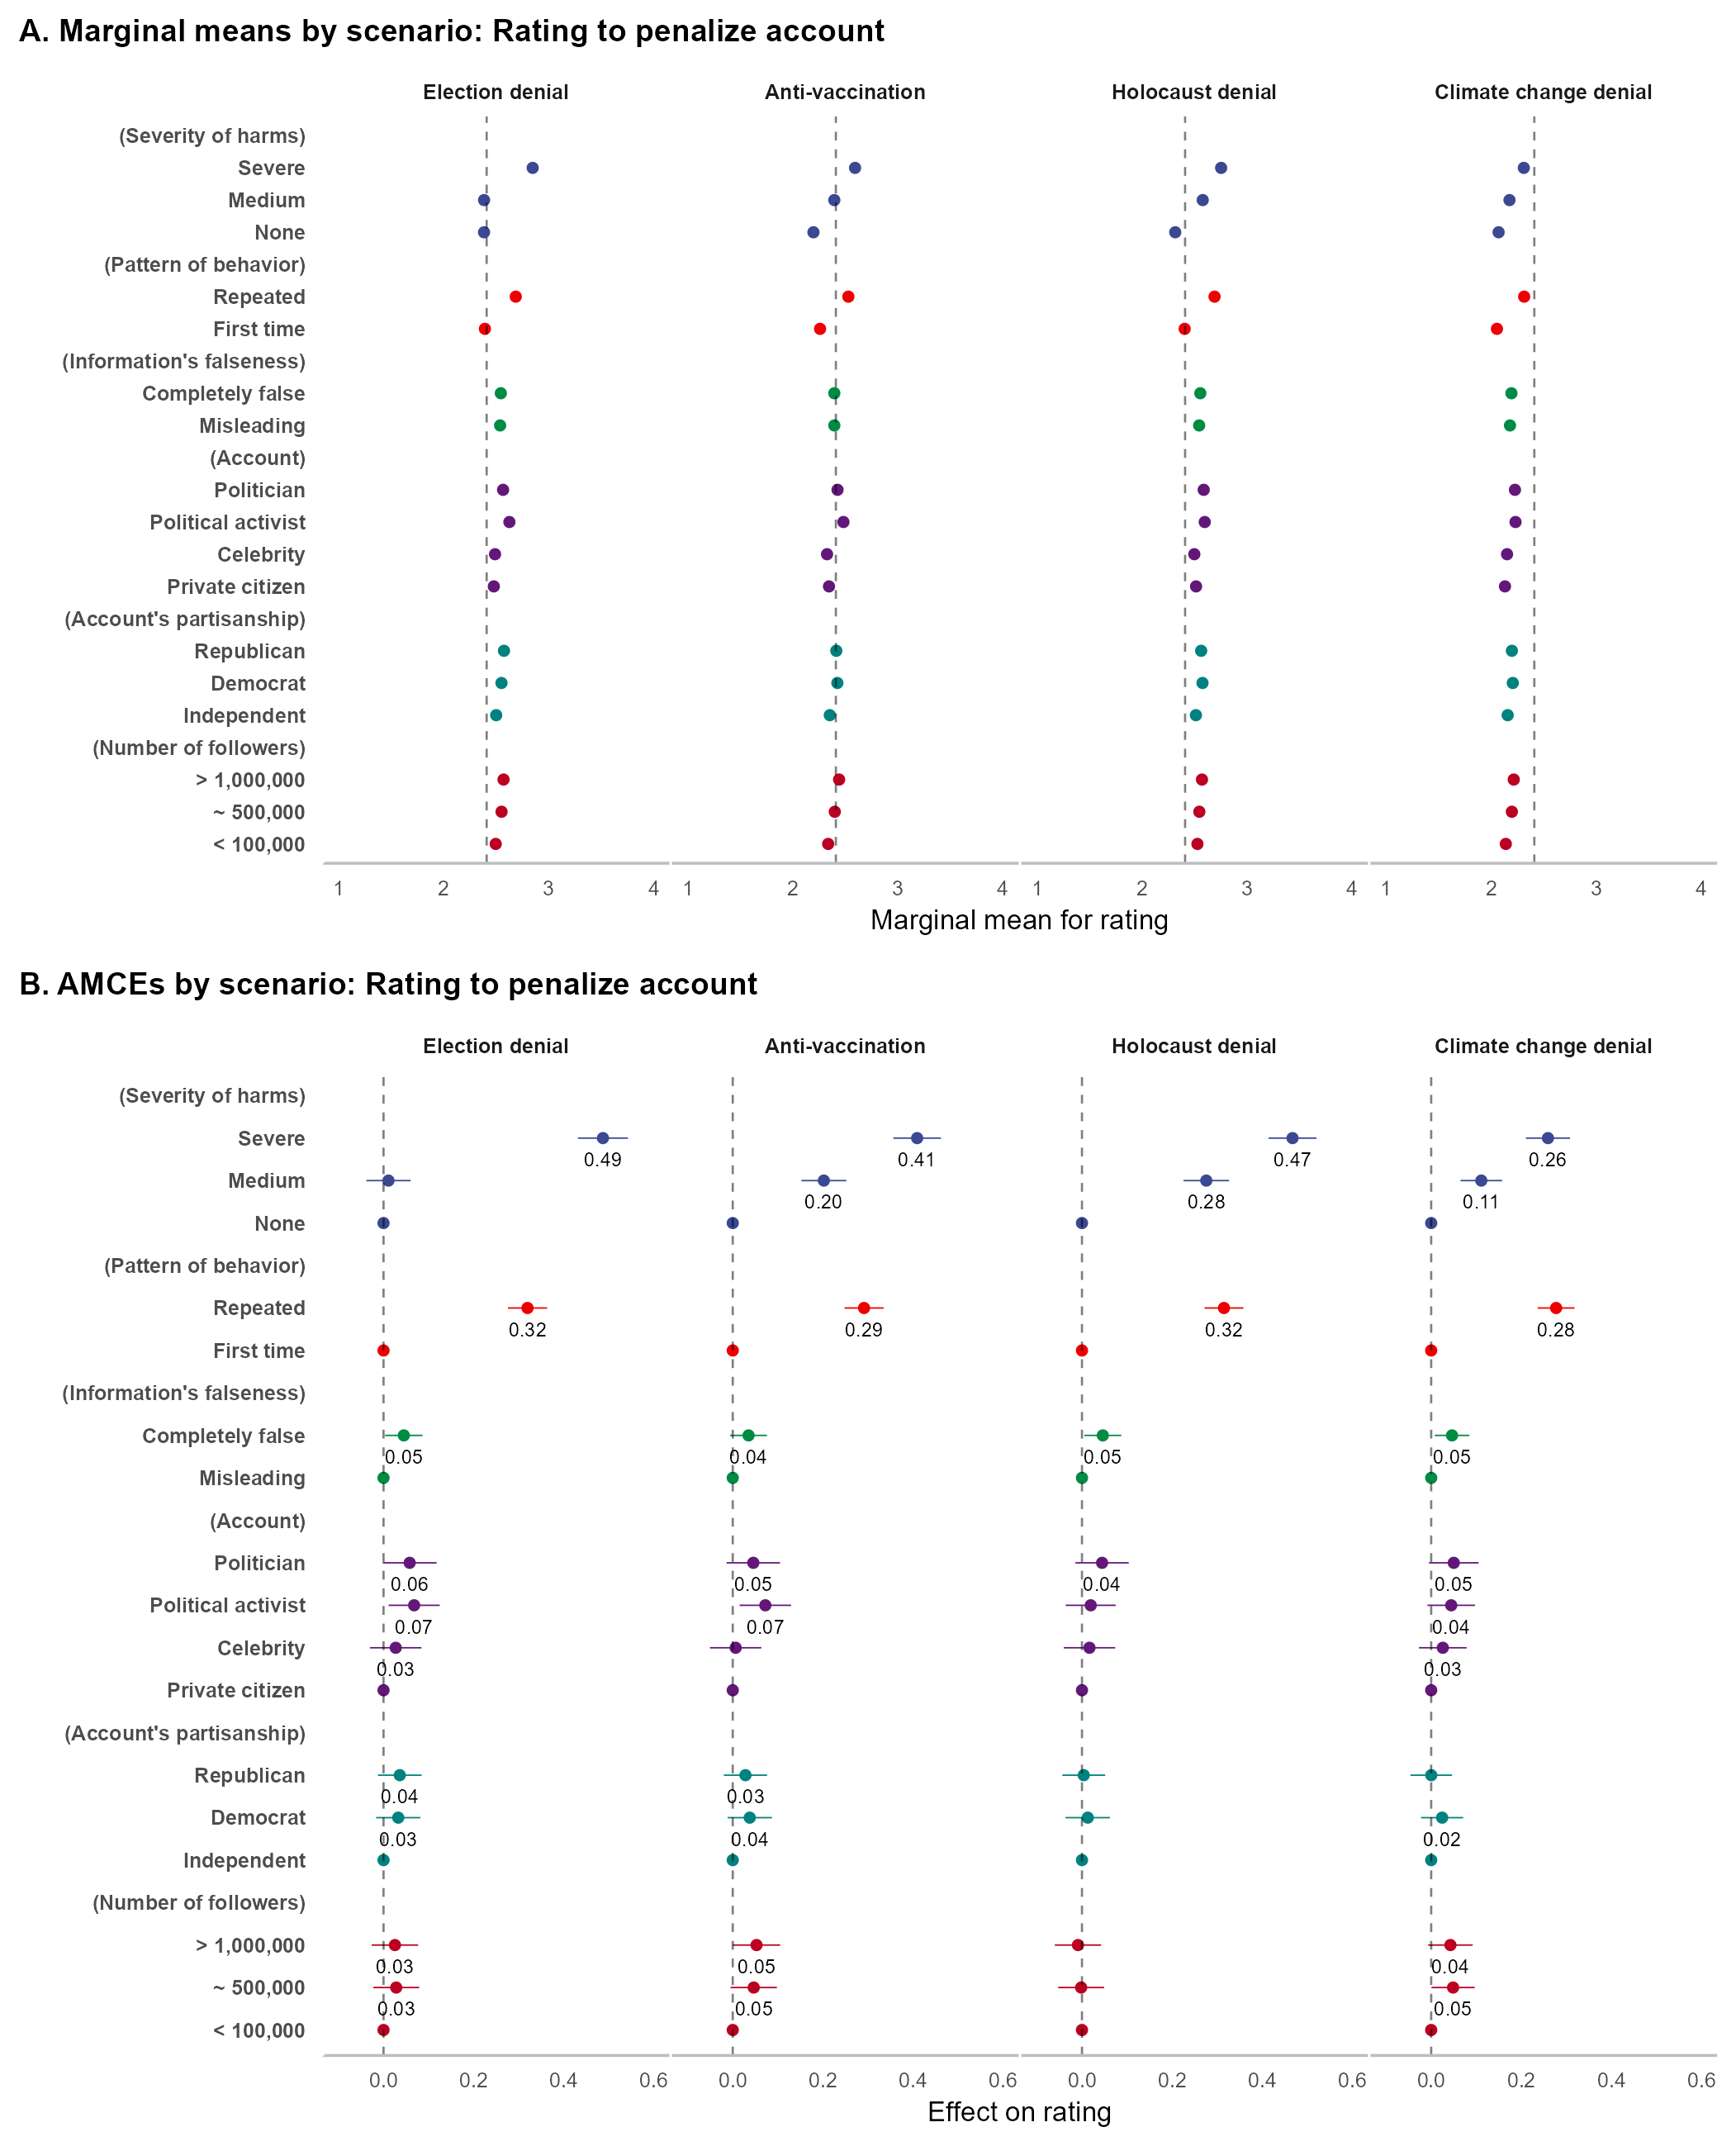 A. Marginal means by scenario: Rating to penalize account
Election denial Anti-vaccination Holocaust denial Climate change denial
(Severity of harms)
Severe
Medium
None
(Pattern of behavior)
Repeated
First time
(Information's falseness)
Completely false
Misleading
(Account)
Politician
Political activist
Celebrity
Private citizen
(Account's partisanship)
Republican
Democrat
Independent
(Number of followers)
> 1,000,000
~ 500,000
< 100,000
1 2 3 4 1 2 3 4 1 2 3 4 1 2 3 4
Marginal mean for rating
B. AMCEs by scenario: Rating to penalize account
Election denial Anti-vaccination Holocaust denial Climate change denial
(Severity of harms)
Severe
0.49 0.41 0.47 0.26
Medium
0.20 0.28 0.11
None
(Pattern of behavior)
Repeated
0.32 0.29 0.32 0.28
First time
(Information's falseness)
Completely false
0.05 0.04 0.05 0.05
Misleading
(Account)
Politician
0.06 0.05 0.04 0.05
Political activist
0.07 0.07 0.04
Celebrity
0.03 0.03
Private citizen
(Account's partisanship)
Republican
0.04 0.03
Democrat
0.03 0.04 0.02
Independent
(Number of followers)
> 1,000,000
0.03 0.05 0.04
~ 500,000
0.03 0.05 0.05
< 100,000
0.0 0.2 0.4 0.6 0.0 0.2 0.4 0.6 0.0 0.2 0.4 0.6 0.0 0.2 0.4 0.6
Effect on rating